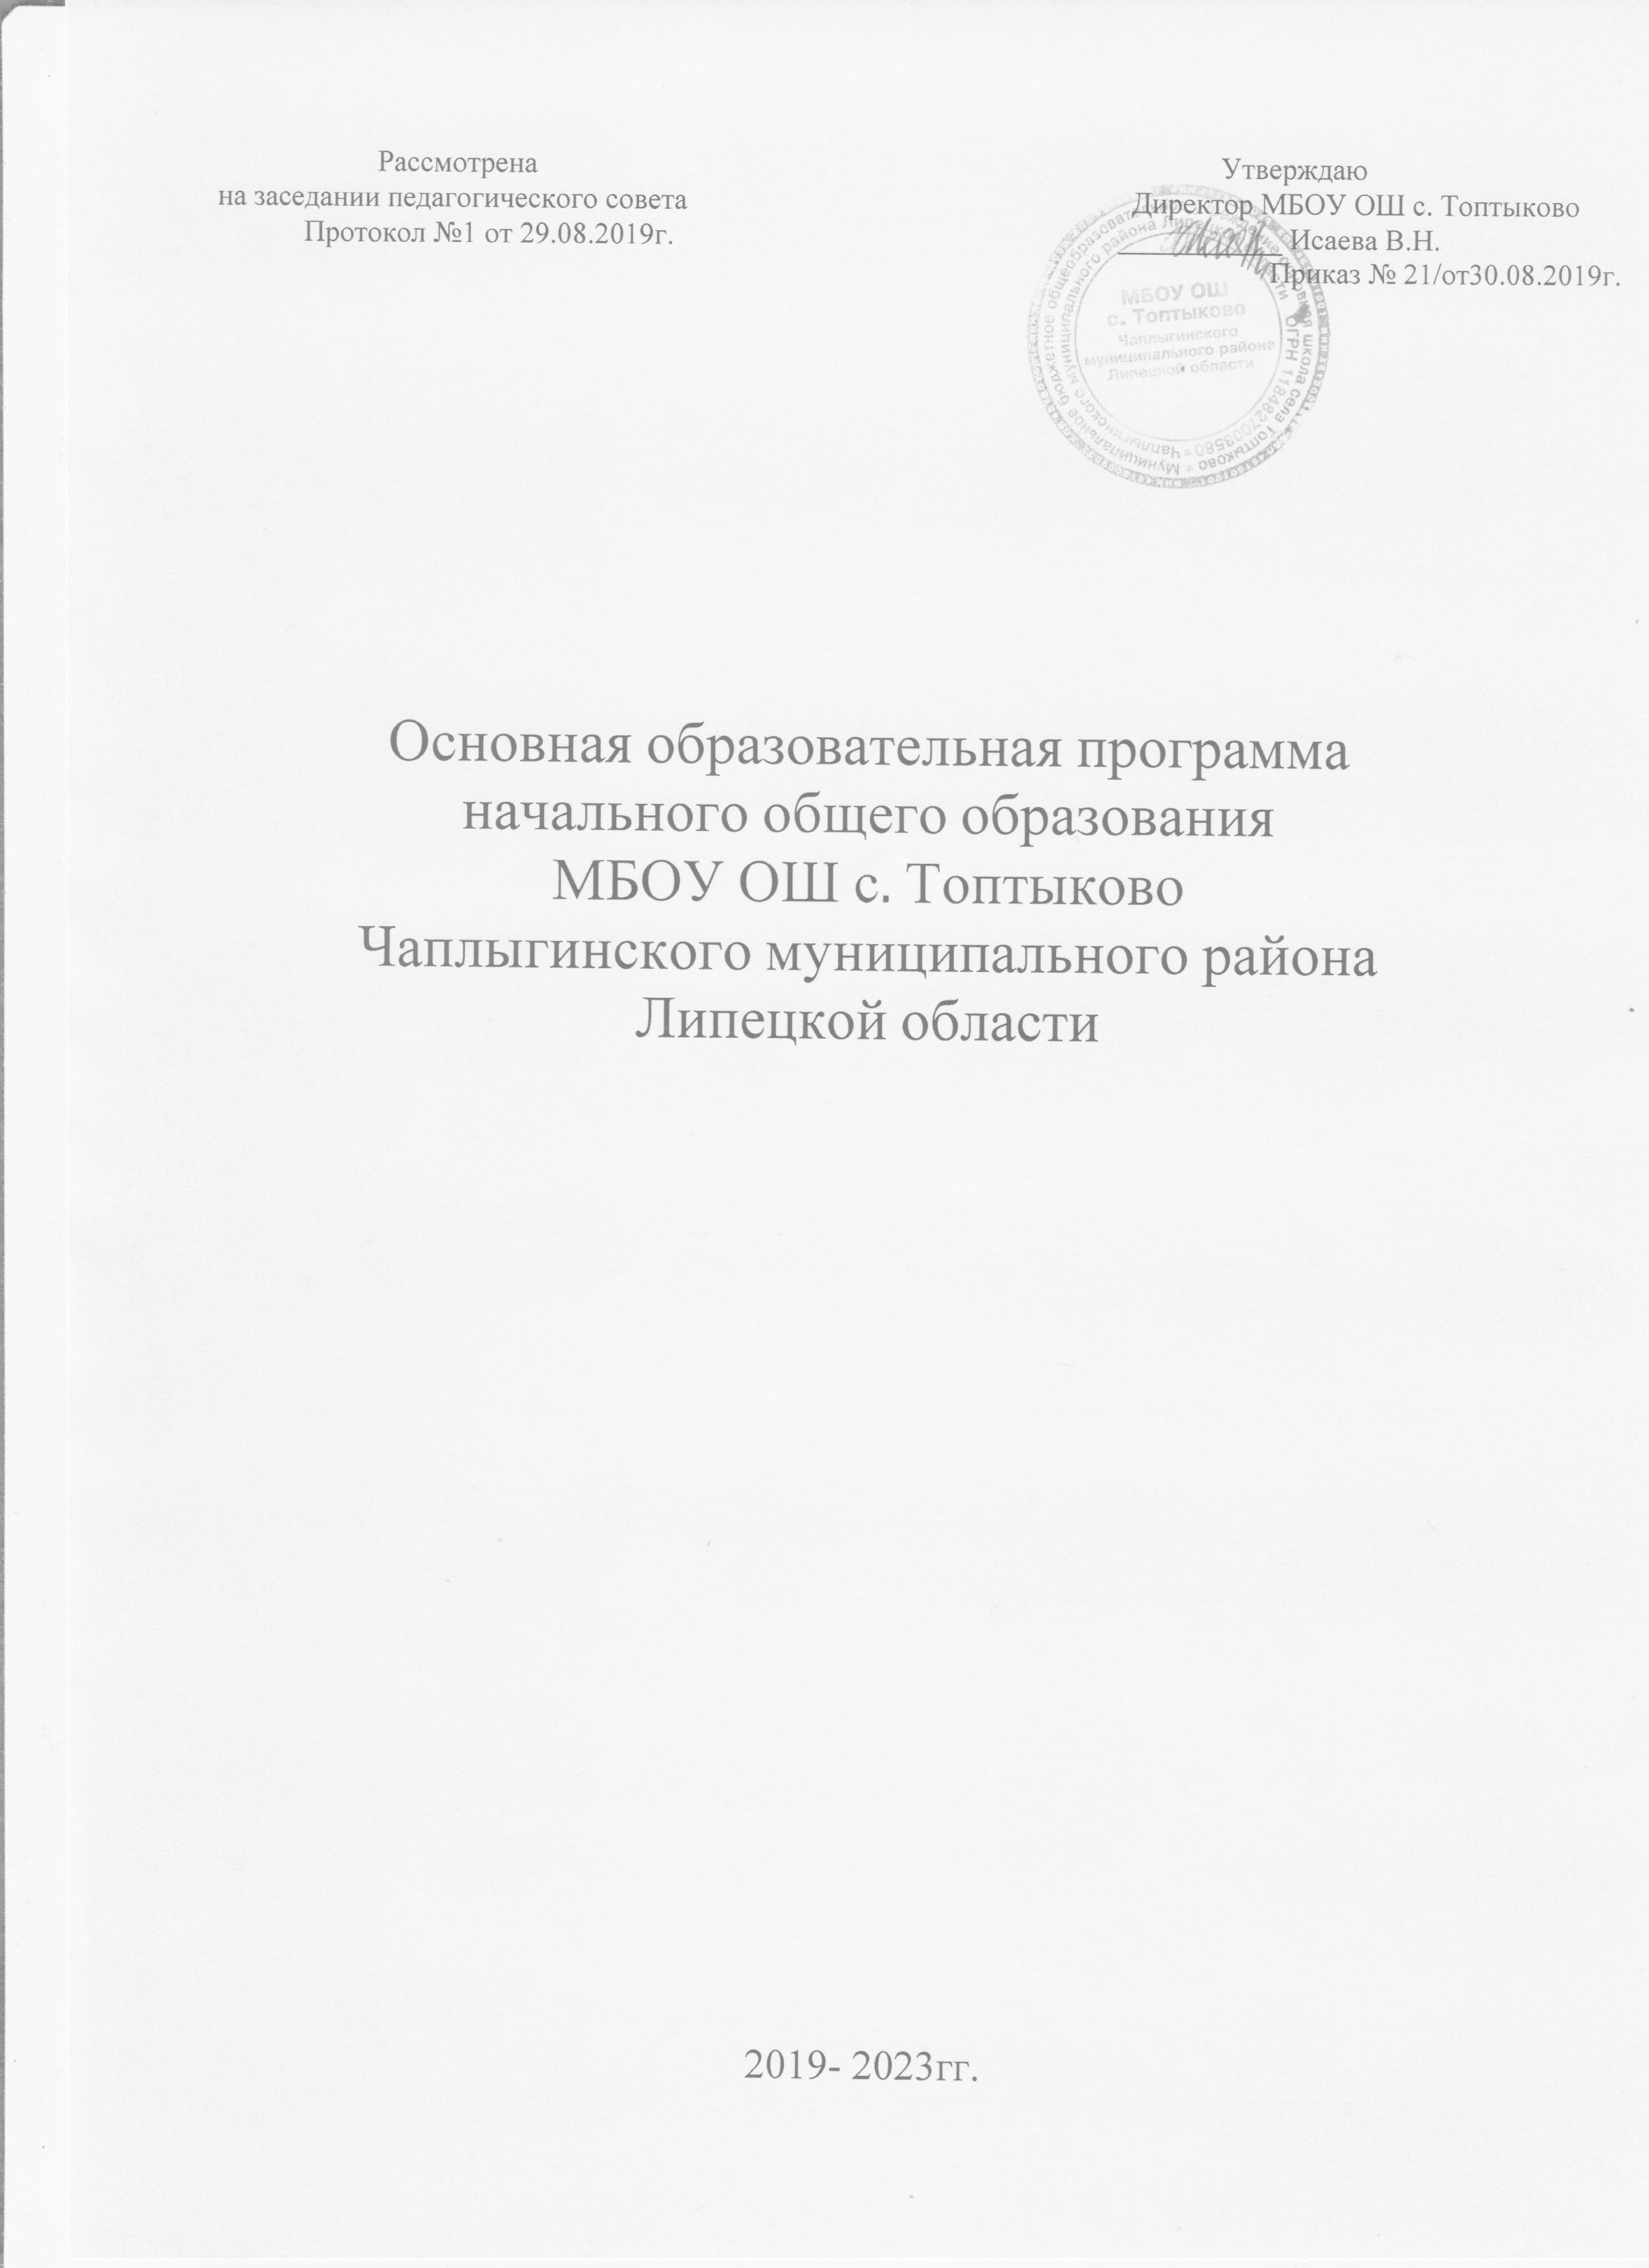 Рассмотрена
на заседании педагогического совета
Протокол №1 от 29.08.2019г.
Утверждаю
Директор МБОУ ОШ с. Топтыково
Исаева В.Н.
Приказ № 21/от30.08.2019г.
МБОУ ОШ
с. Топтыково
Чаплыгинского
муниципального района
Липецкой области
Основная образовательная программа
начального общего образования
МБОУ ОШ с. Топтыково
Чаплыгинского муниципального района
Липецкой области
2019- 2023гг.